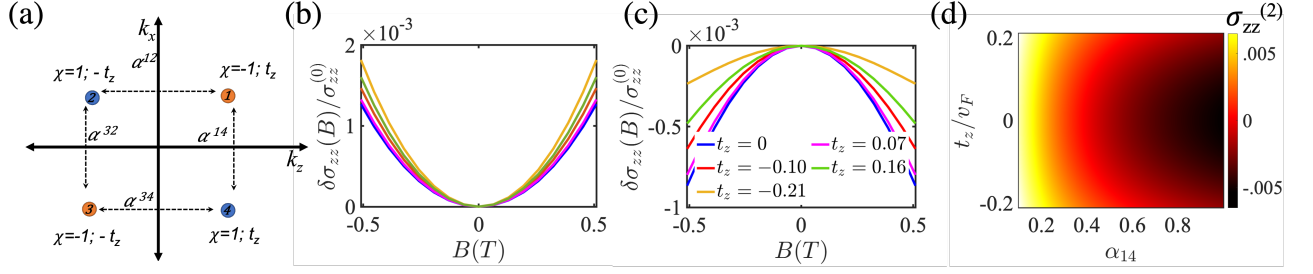 (a)
k_x
α^12
χ=1; - t_z
χ=-1; t_z
2
1
α^32
α^14
k_z
3
α^34
4
χ=-1; - t_z
χ=1; t_z
(b)
×10^-3
2
1
0
δσ_zz(B)/σ_zz^(0)
-0.5
0
0.5
B(T)
(c)
×10^-3
0
-0.5
-1
δσ_zz(B)/σ_zz^(0)
t_z = 0
t_z = 0.07
t_z = −0.10
t_z = 0.16
t_z = −0.21
-0.5
0
0.5
B(T)
(d)
σ_zz^(2)
0.2
0
-0.2
t_z/v_F
0.2
0.4
0.6
0.8
α_14
.005
0
-.005